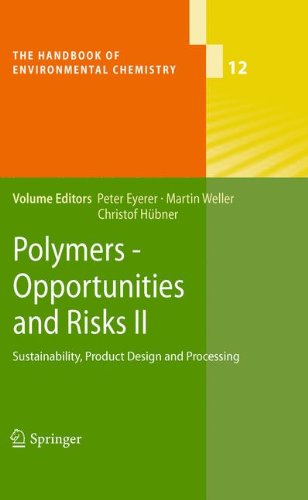 THE HANDBOOK OF
ENVIRONMENTAL CHEMISTRY
12
Volume Editors Peter Eyerer · Martin Weller
Christof Hübner
Polymers -
Opportunities
and Risks II
Sustainability, Product Design and Processing
Springer